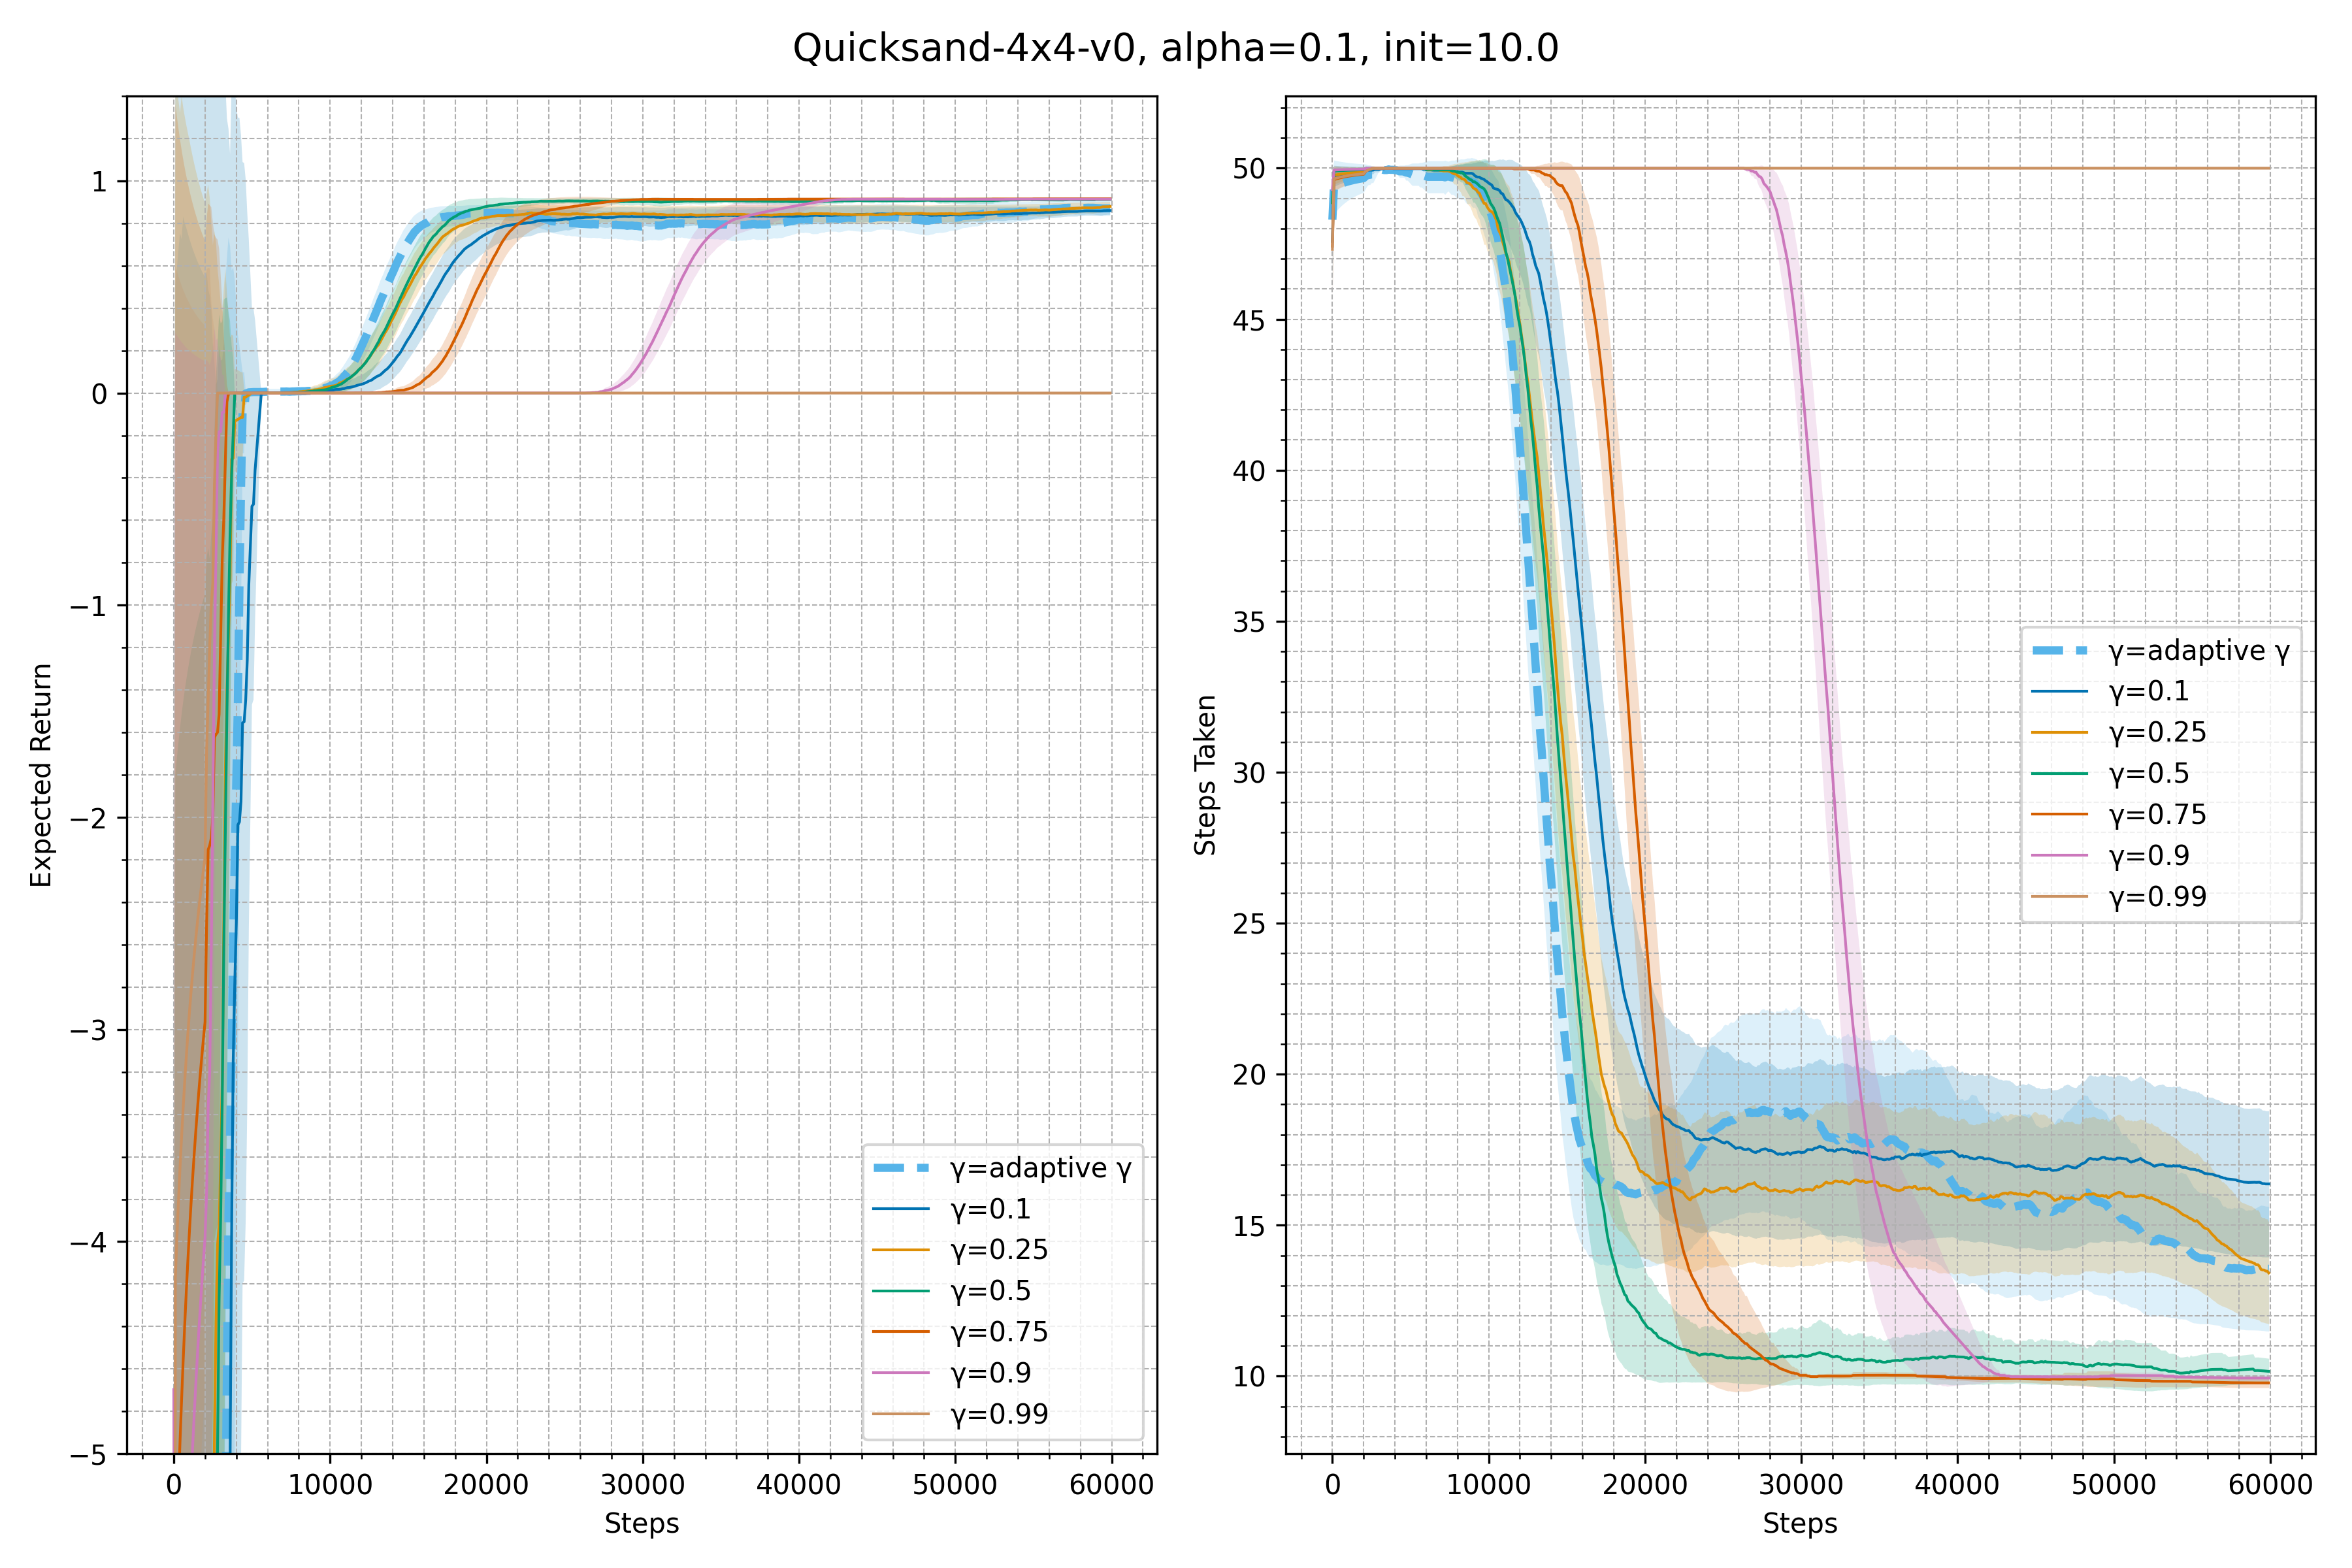 Quicksand-4x4-v0, alpha=0.1, init=10.0
Expected Return
1
0
−1
−2
−3
−4
−5
0
10000
20000
30000
40000
50000
60000
Steps
γ=adaptive γ
γ=0.1
γ=0.25
γ=0.5
γ=0.75
γ=0.9
γ=0.99
Steps Taken
50
45
40
35
30
25
20
15
10
0
10000
20000
30000
40000
50000
60000
Steps
γ=adaptive γ
γ=0.1
γ=0.25
γ=0.5
γ=0.75
γ=0.9
γ=0.99